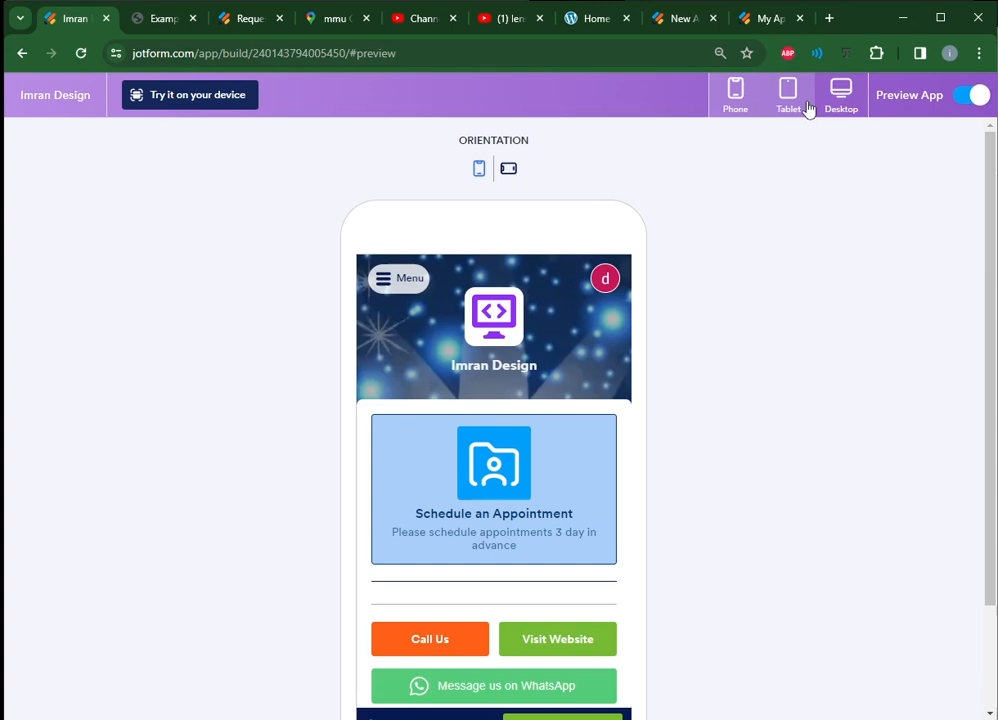 Imran
Examp
Reque
mmu
Chann
(1) len
Home
New A
My Ap
jotform.com/app/build/240143794005450/#preview
ABP
i
Imran Design
Try it on your device
Phone
Tablet
Desktop
Preview App
ORIENTATION
Menu
d
Imran Design
Schedule an Appointment
Please schedule appointments 3 day in
advance
Call Us
Visit Website
Message us on WhatsApp